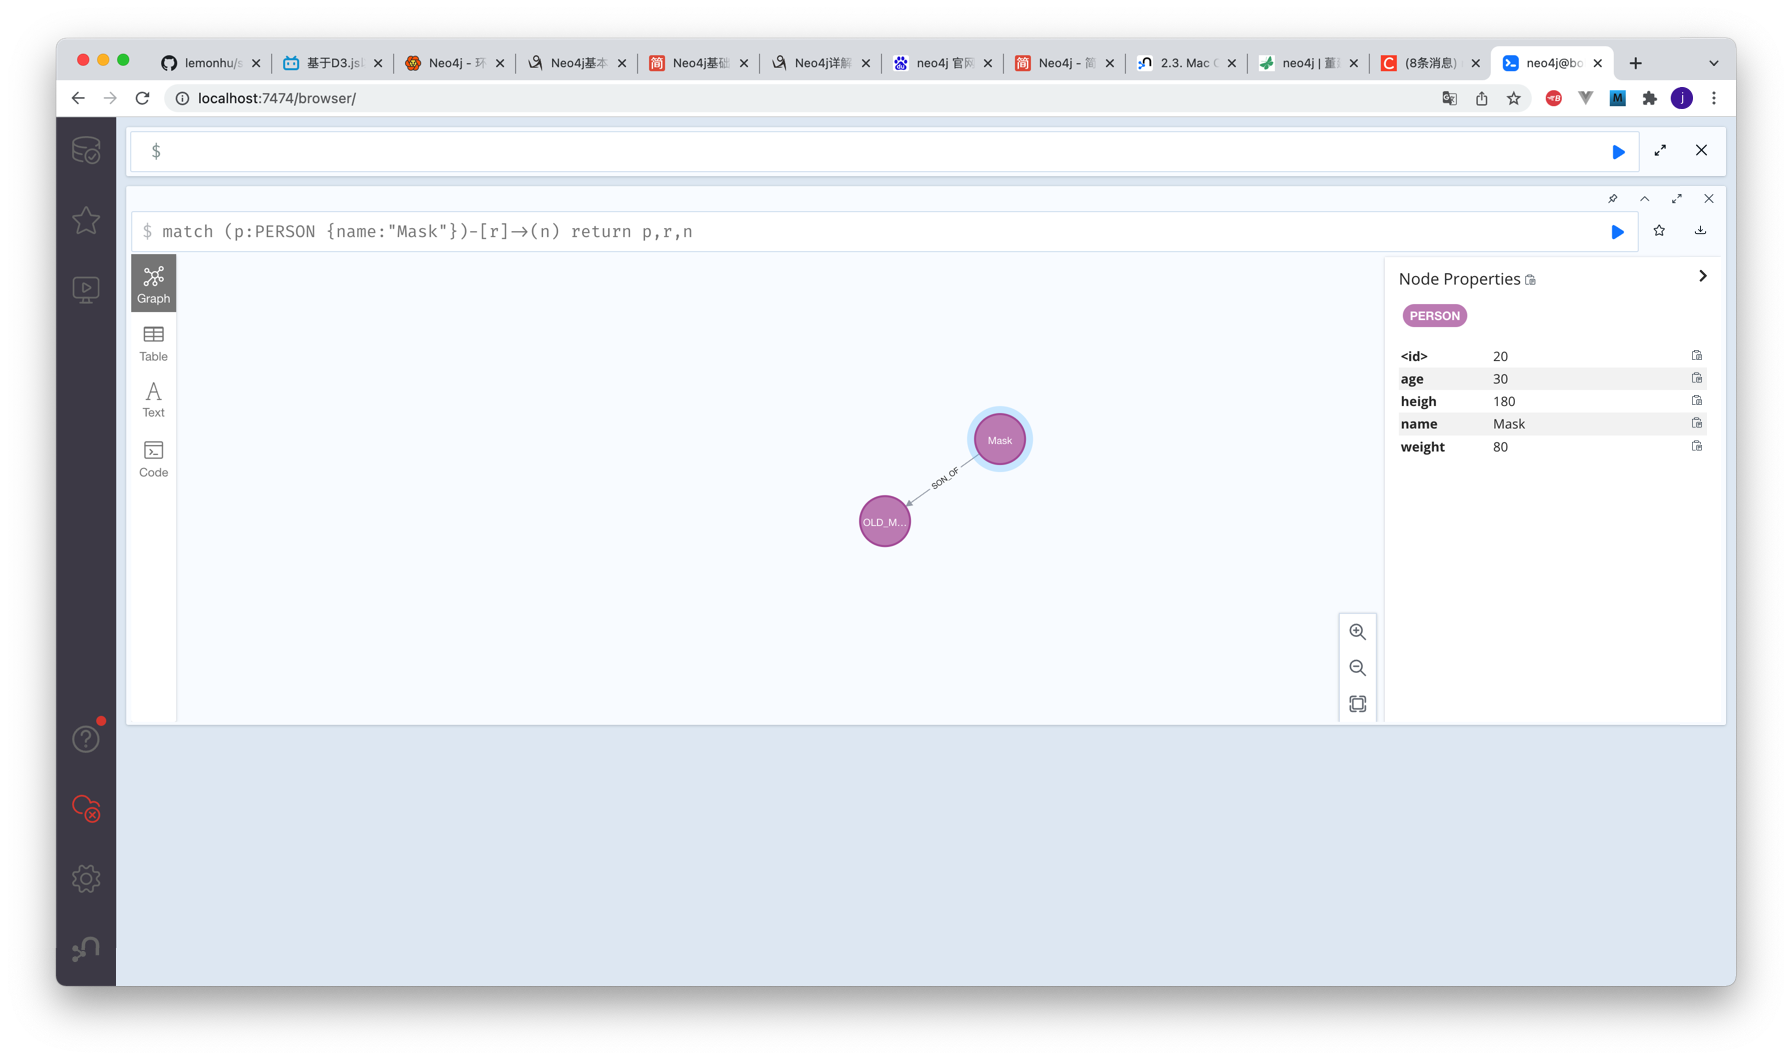 lemonhu/s
基于D3.js
Neo4j - 环
Neo4j基本
Neo4j基础
Neo4j详解
neo4j 官网
Neo4j - 简
2.3. Mac
neo4j | 董
(8条消息)
neo4j@bo
localhost:7474/browser/
$
$ match (p:PERSON {name:"Mask"})-[r]->(n) return p,r,n
Graph
Table
Text
Code
Mask
SON_OF
OLD_M...
Node Properties
PERSON
<id> 20
age 30
heigh 180
name Mask
weight 80